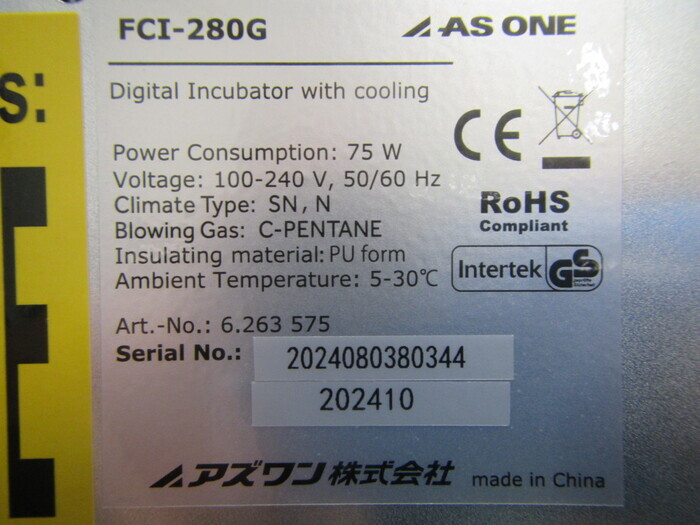 FCI-280G
AS ONE
Digital Incubator with cooling
Power Consumption: 75 W
Voltage: 100-240 V, 50/60 Hz
Climate Type: SN, N
Blowing Gas: C-PENTANE
Insulating material: PU form
Ambient Temperature: 5-30℃
CE
RoHS
Compliant
Intertek GS
Art.-No.: 6.263 575
Serial No.: 2024080380344
202410
アズワン株式会社 made in China
s: